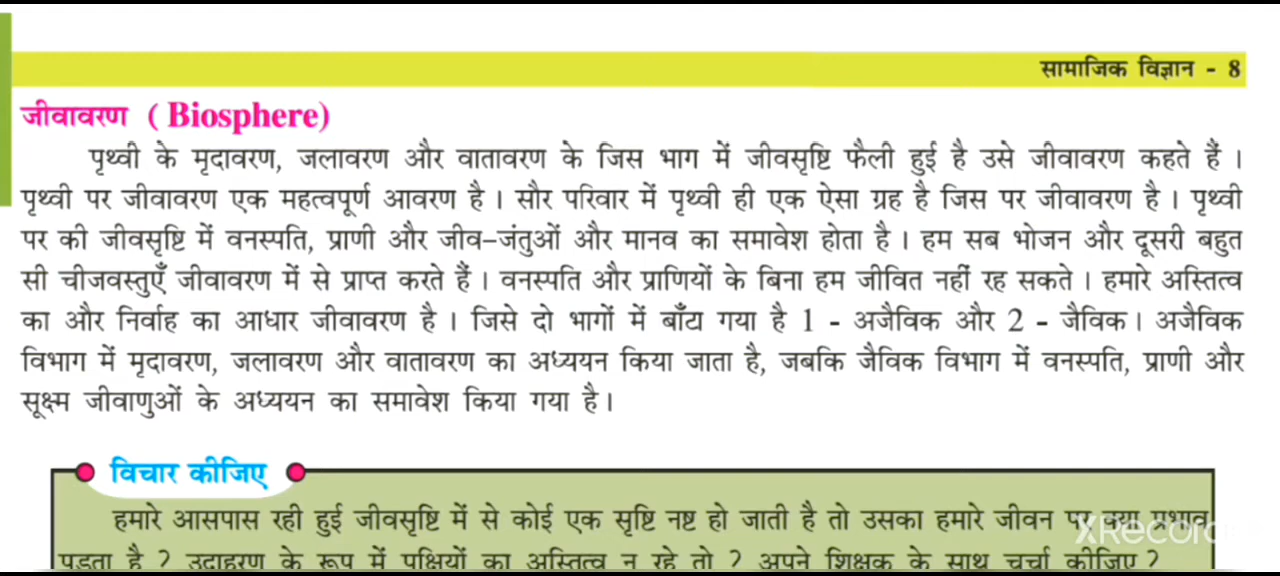 सामाजिक विज्ञान - 8
जीवावरण ( Biosphere)
पृथ्वी के मृदावरण, जलावरण और वातावरण के जिस भाग में जीवसृष्टि फैली हुई है उसे जीवावरण कहते हैं ।
पृथ्वी पर जीवावरण एक महत्वपूर्ण आवरण है । सौर परिवार में पृथ्वी ही एक ऐसा ग्रह है जिस पर जीवावरण है । पृथ्वी
पर की जीवसृष्टि में वनस्पति, प्राणी और जीव-जंतुओं और मानव का समावेश होता है । हम सब भोजन और दूसरी बहुत
सी चीजवस्तुएँ जीवावरण में से प्राप्त करते हैं । वनस्पति और प्राणियों के बिना हम जीवित नहीं रह सकते । हमारे अस्तित्व
का और निर्वाह का आधार जीवावरण है । जिसे दो भागों में बाँटा गया है 1 - अजैविक और 2 - जैविक। अजैविक
विभाग में मृदावरण, जलावरण और वातावरण का अध्ययन किया जाता है, जबकि जैविक विभाग में वनस्पति, प्राणी और
सूक्ष्म जीवाणुओं के अध्ययन का समावेश किया गया है।
विचार कीजिए
हमारे आसपास रही हुई जीवसृष्टि में से कोई एक सृष्टि नष्ट हो जाती है तो उसका हमारे जीवन पर क्या प्रभाव
पड़ता है ? उदाहरण के रूप में पक्षियों का अस्तित्व न रहे तो ? अपने शिक्षक के साथ चर्चा कीजिए ?
XRecorder